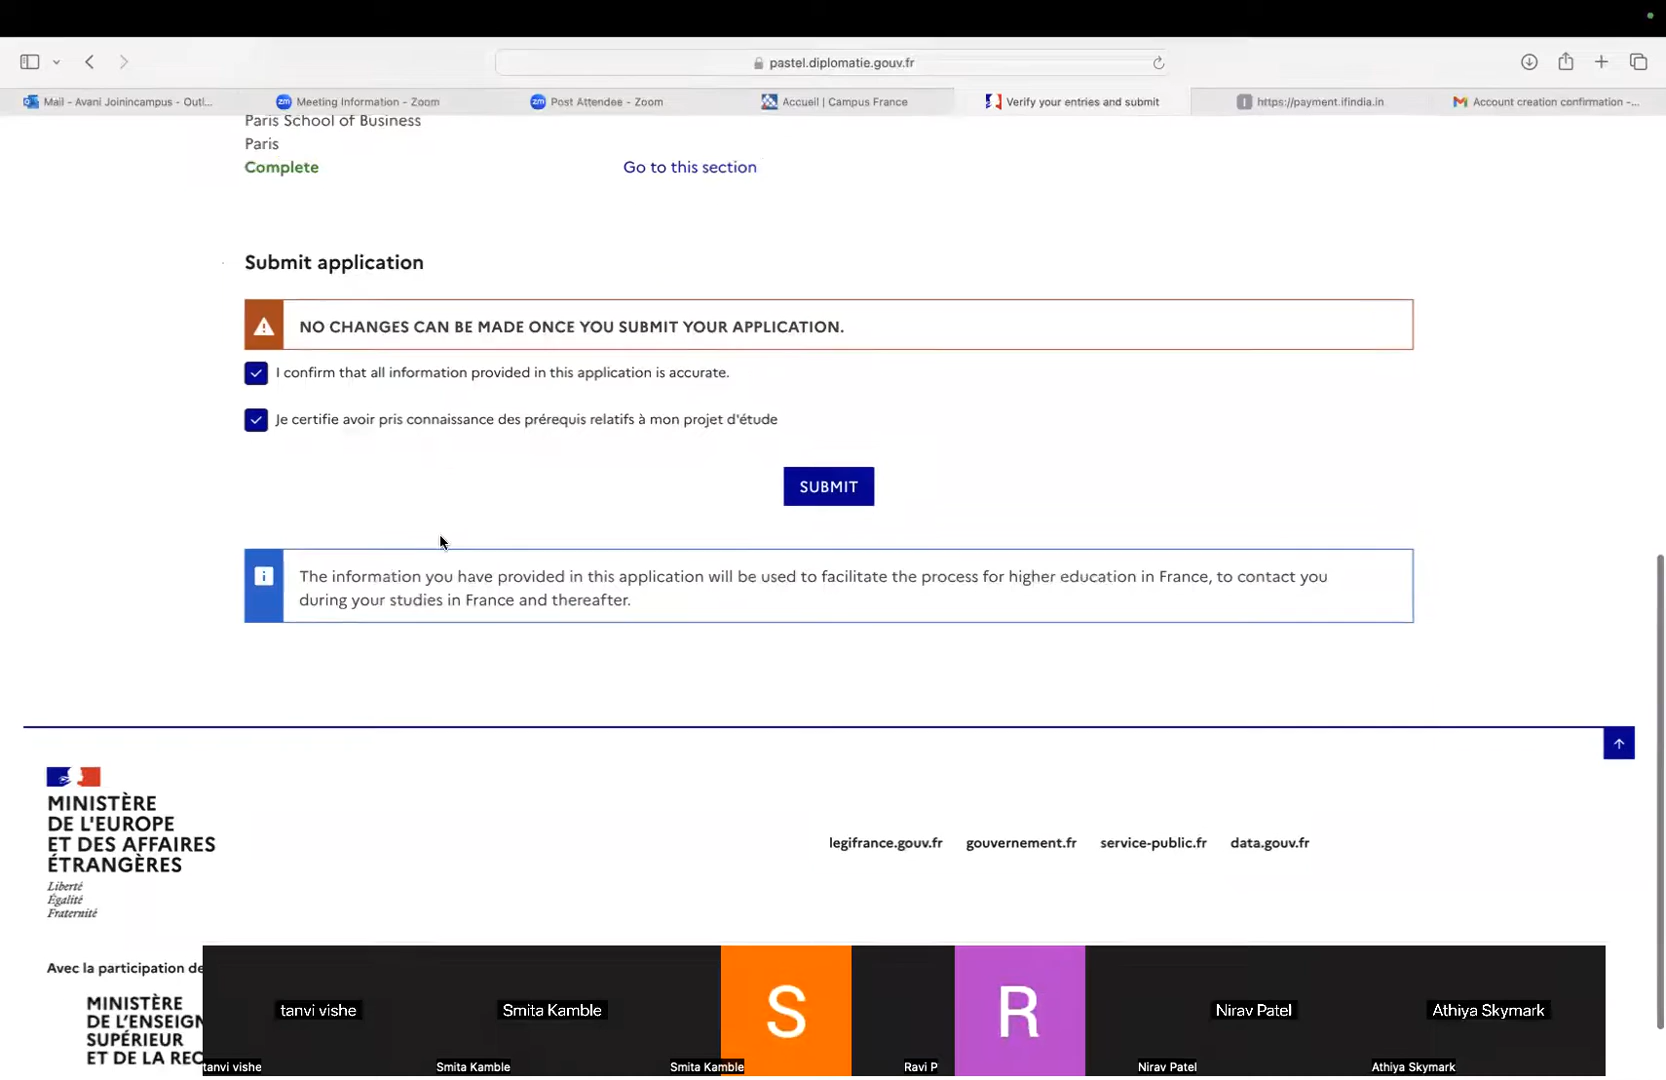 pastel.diplomatie.gouv.fr
Mail - Avani Joinincampus - Outl...
Meeting Information - Zoom
Post Attendee - Zoom
Accueil | Campus France
Verify your entries and submit
https://payment.ifindia.in
Account creation confirmation -...
Paris School of Business
Paris
Complete
Go to this section
Submit application
NO CHANGES CAN BE MADE ONCE YOU SUBMIT YOUR APPLICATION.
I confirm that all information provided in this application is accurate.
Je certifie avoir pris connaissance des prérequis relatifs à mon projet d'étude
SUBMIT
The information you have provided in this application will be used to facilitate the process for higher education in France, to contact you
during your studies in France and thereafter.
MINISTÈRE
DE L'EUROPE
ET DES AFFAIRES
ÉTRANGÈRES
Liberté
Égalité
Fraternité
legifrance.gouv.fr
gouvernement.fr
service-public.fr
data.gouv.fr
Avec la participation de
MINISTÈRE
DE L'ENSEIGN
SUPÉRIEUR
ET DE LA REC
tanvi vishe
Smita Kamble
S
R
Nirav Patel
Athiya Skymark
tanvi vishe
Smita Kamble
Smita Kamble
Ravi P
Nirav Patel
Athiya Skymark